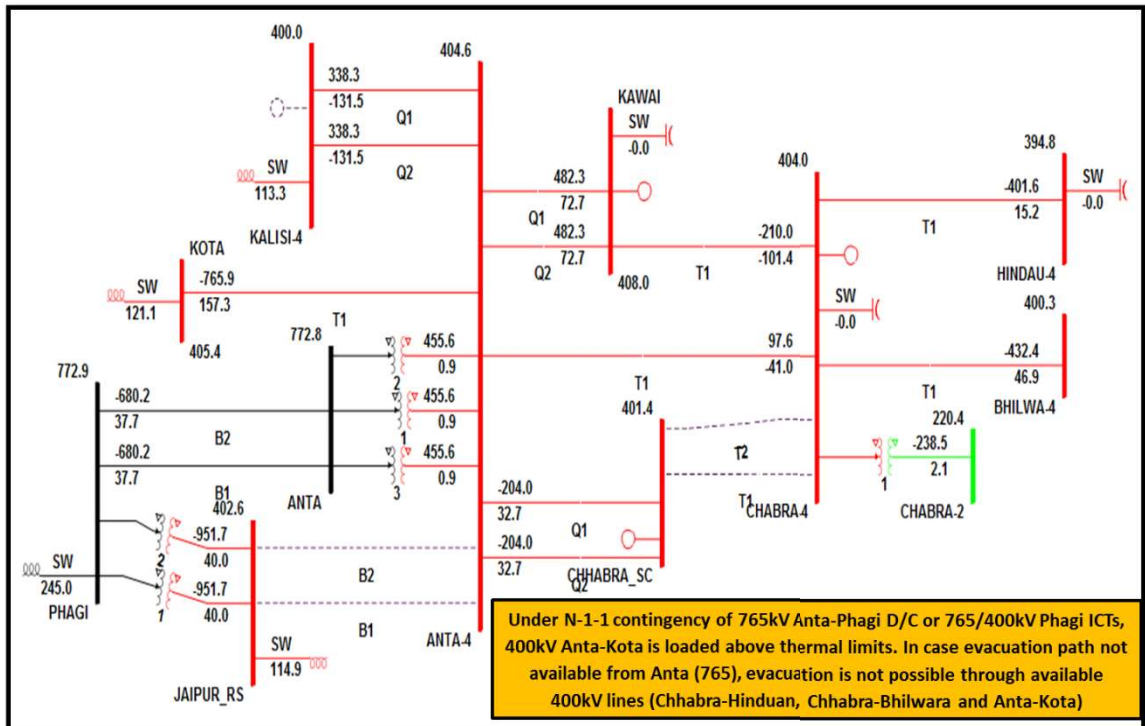 400.0
404.6
338.3
-131.5
Q1
338.3
-131.5
Q2
SW
113.3
KALISI-4
KAWAI
SW
-0.0
482.3
72.7
Q1
482.3
72.7
Q2
408.0
T1
404.0
-210.0
-101.4
394.8
-401.6
15.2
T1
SW
-0.0
HINDAU-4
SW
-0.0
KOTA
SW
121.1
-765.9
157.3
405.4
T1
772.8
455.6
0.9
2
455.6
0.9
1
455.6
0.9
3
ANTA
97.6
-41.0
T1
400.3
-432.4
46.9
T1
BHILWA-4
772.9
-680.2
37.7
B2
-680.2
37.7
B1
401.4
T2
T1
220.4
-238.5
2.1
1
CHABRA-4
CHABRA-2
-204.0
32.7
Q1
-204.0
32.7
Q2
CHHABRA_SC
402.6
-951.7
40.0
2
B2
-951.7
40.0
1
B1
SW
245.0
PHAGI
ANTA-4
SW
114.9
JAIPUR_RS
Under N-1-1 contingency of 765kV Anta-Phagi D/C or 765/400kV Phagi ICTs,
400kV Anta-Kota is loaded above thermal limits. In case evacuation path not
available from Anta (765), evacuation is not possible through available
400kV lines (Chhabra-Hinduan, Chhabra-Bhilwara and Anta-Kota)